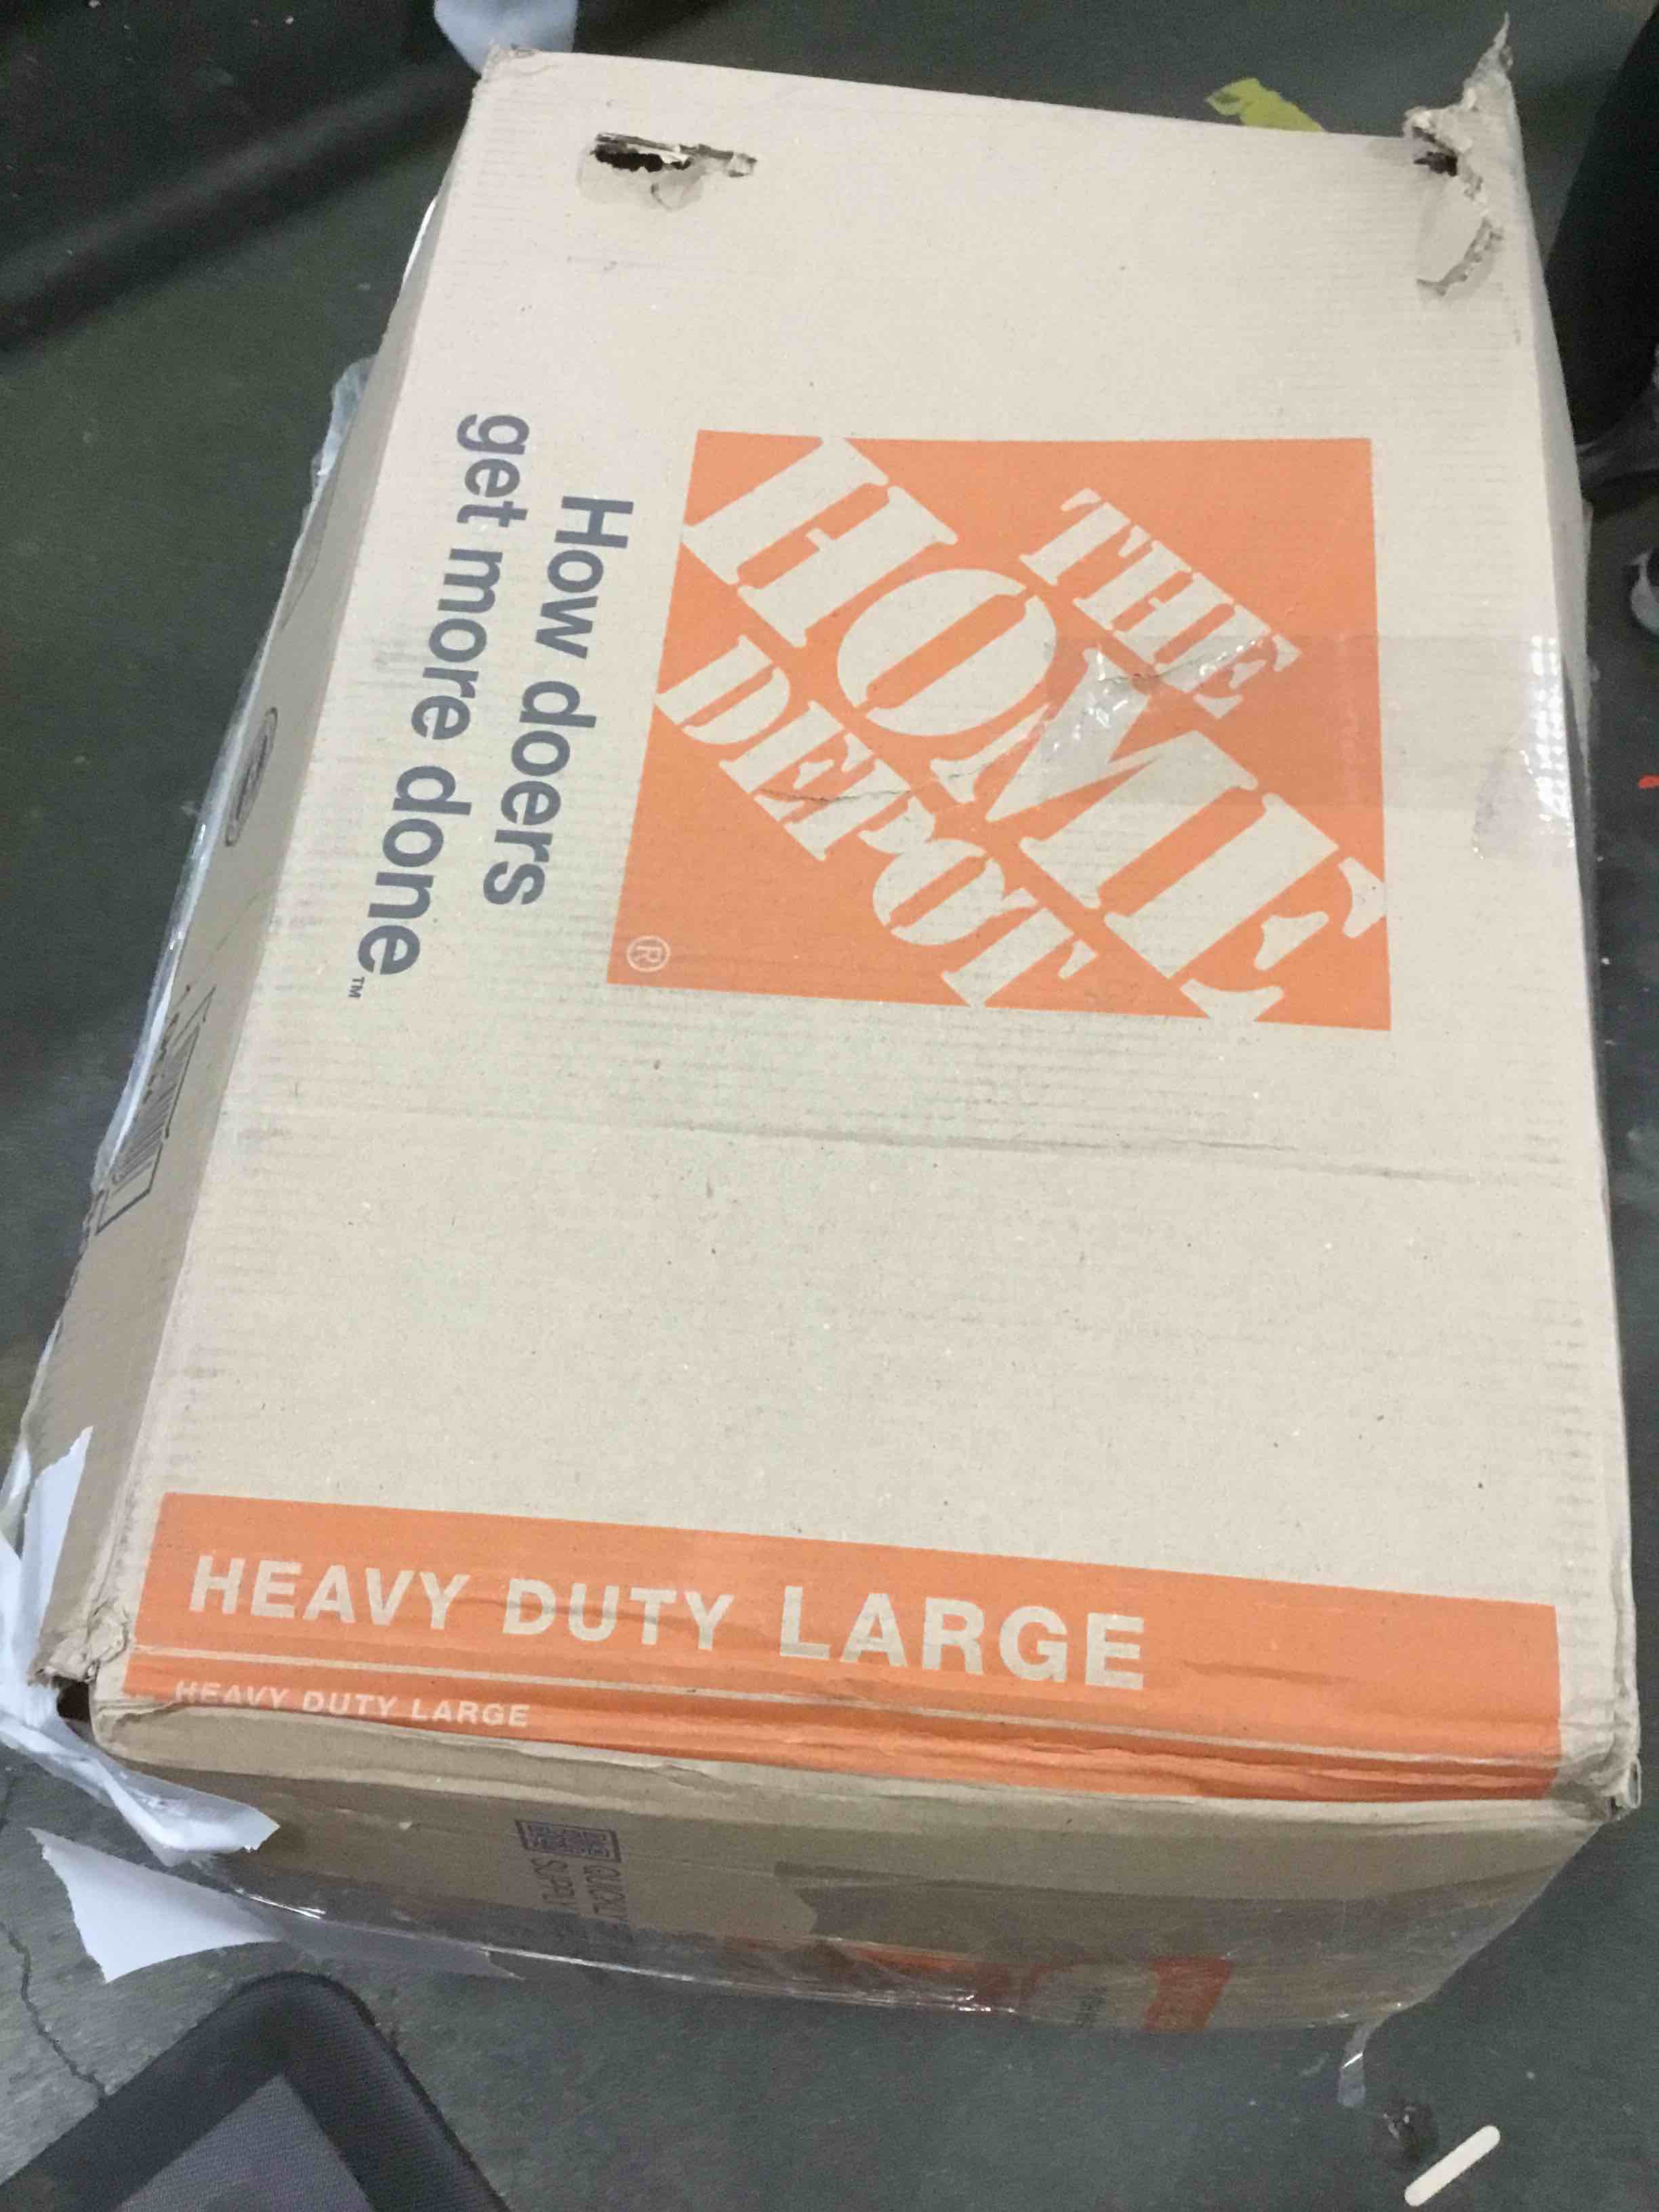 THE
HOME
DEPOT
®
How doers
get more done™
HEAVY DUTY LARGE
HEAVY DUTY LARGE